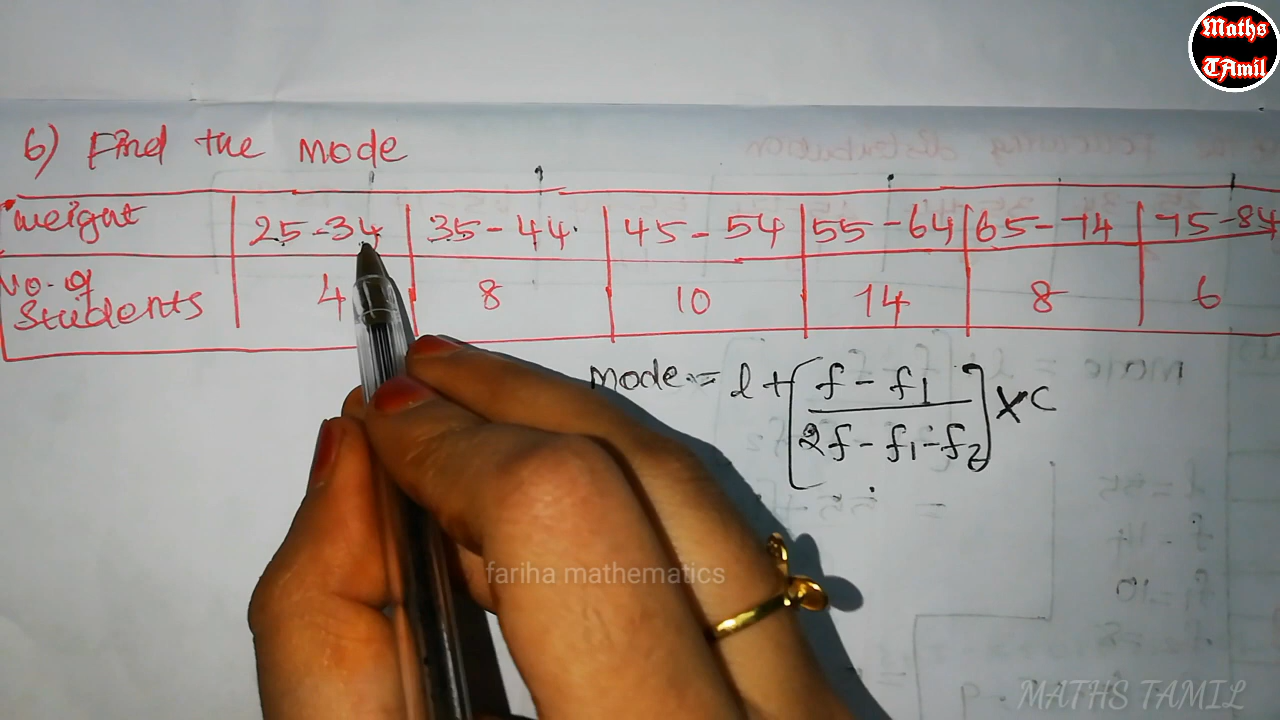 Maths
TAmil
6) Find the mode
weight 25-34 35-44 45-54 55-64 65-74 75-84
No. of Students 4 8 10 14 8 6
mode = l + [f - f1 / 2f - f1 - f2] x c
fariha mathematics
MATHS TAMIL